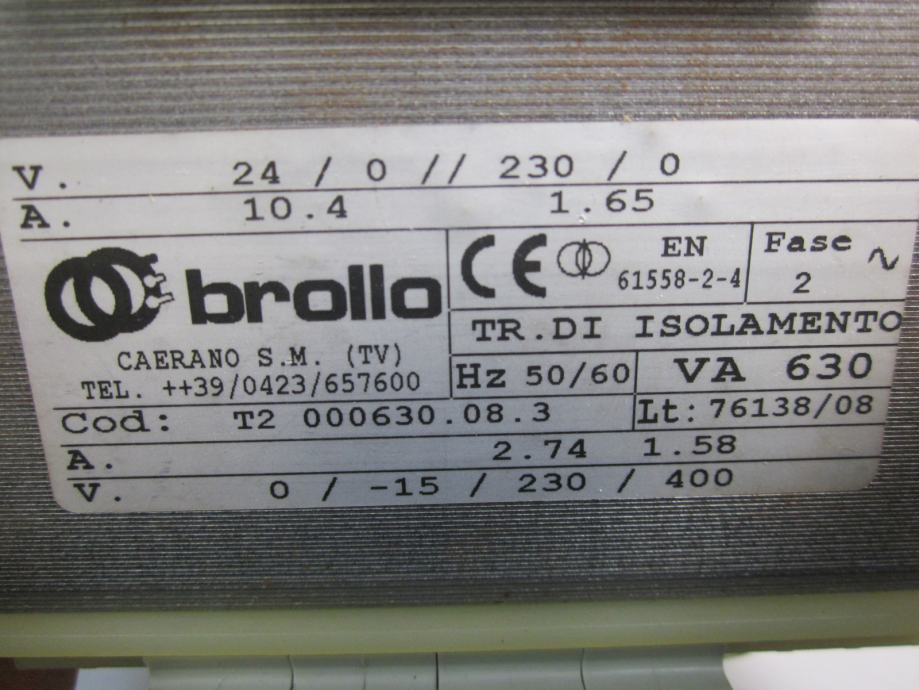 V. 24 / 0 // 230 / 0
A. 10.4 1.65
brollo
CAERANO S.M. (TV)
TEL. ++39/0423/657600
CE EN 61558-2-4
Fase 2 ~
TR.DI ISOLAMENTO
Hz 50/60 VA 630
Cod: T2 000630.08.3 Lt: 76138/08
A. 2.74 1.58
V. 0 / -15 / 230 / 400